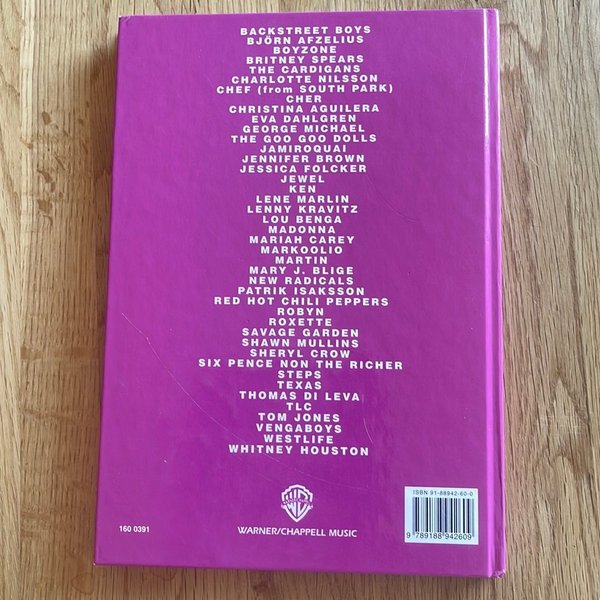 BACKSTREET BOYS
BJÖRN AFZELIUS
BOYZONE
BRITNEY SPEARS
THE CARDIGANS
CHARLOTTE NILSSON
CHEF (from SOUTH PARK)
CHER
CHRISTINA AGUILERA
EVA DAHLGREN
GEORGE MICHAEL
THE GOO GOO DOLLS
JAMIROQUAI
JENNIFER BROWN
JESSICA FOLCKER
JEWEL
KEN
LENE MARLIN
LENNY KRAVITZ
LOU BENGA
MADONNA
MARIAH CAREY
MARKOOLIO
MARTIN
MARY J. BLIGE
NEW RADICALS
PATRIK ISAKSSON
RED HOT CHILI PEPPERS
ROBYN
ROXETTE
SAVAGE GARDEN
SHAWN MULLINS
SHERYL CROW
SIX PENCE NON THE RICHER
STEPS
TEXAS
THOMAS DI LEVA
TLC
TOM JONES
VENGABOYS
WESTLIFE
WHITNEY HOUSTON
ISBN 91-88942-60-0
9 789188 942609
160 0391
WARNER/CHAPPELL MUSIC